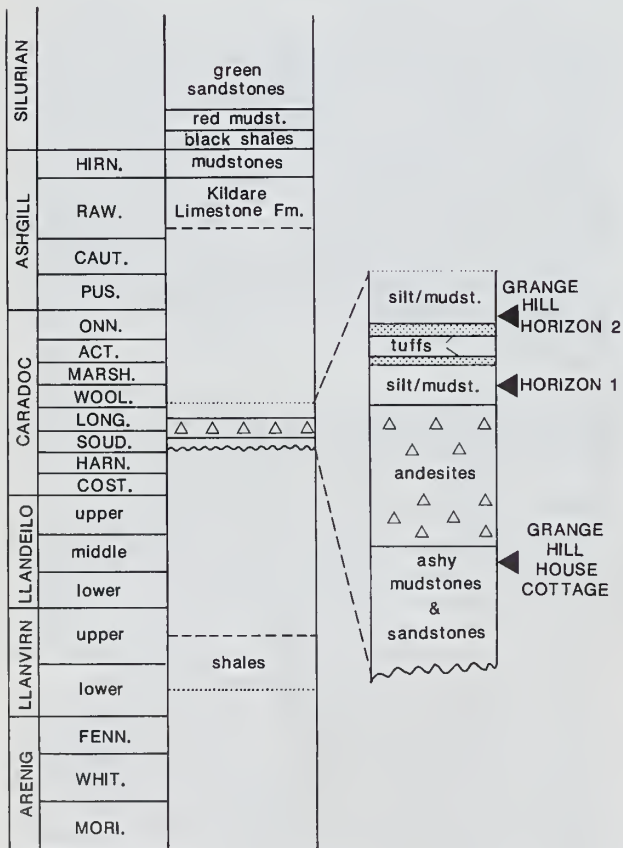 SILURIAN
green
sandstones
red mudst.
black shales
ASHGILL
HIRN.
mudstones
RAW.
Kildare
Limestone Fm.
CAUT.
PUS.
CARADOC
ONN.
ACT.
MARSH.
WOOL.
LONG.
SOUD.
HARN.
COST.
LLANDEILO
upper
middle
lower
LLANVIRN
upper
shales
lower
ARENIG
FENN.
WHIT.
MORI.
silt/mudst.
GRANGE
HILL
HORIZON 2
tuffs
silt/mudst.
HORIZON 1
andesites
GRANGE
HILL
HOUSE
COTTAGE
ashy
mudstones
&
sandstones